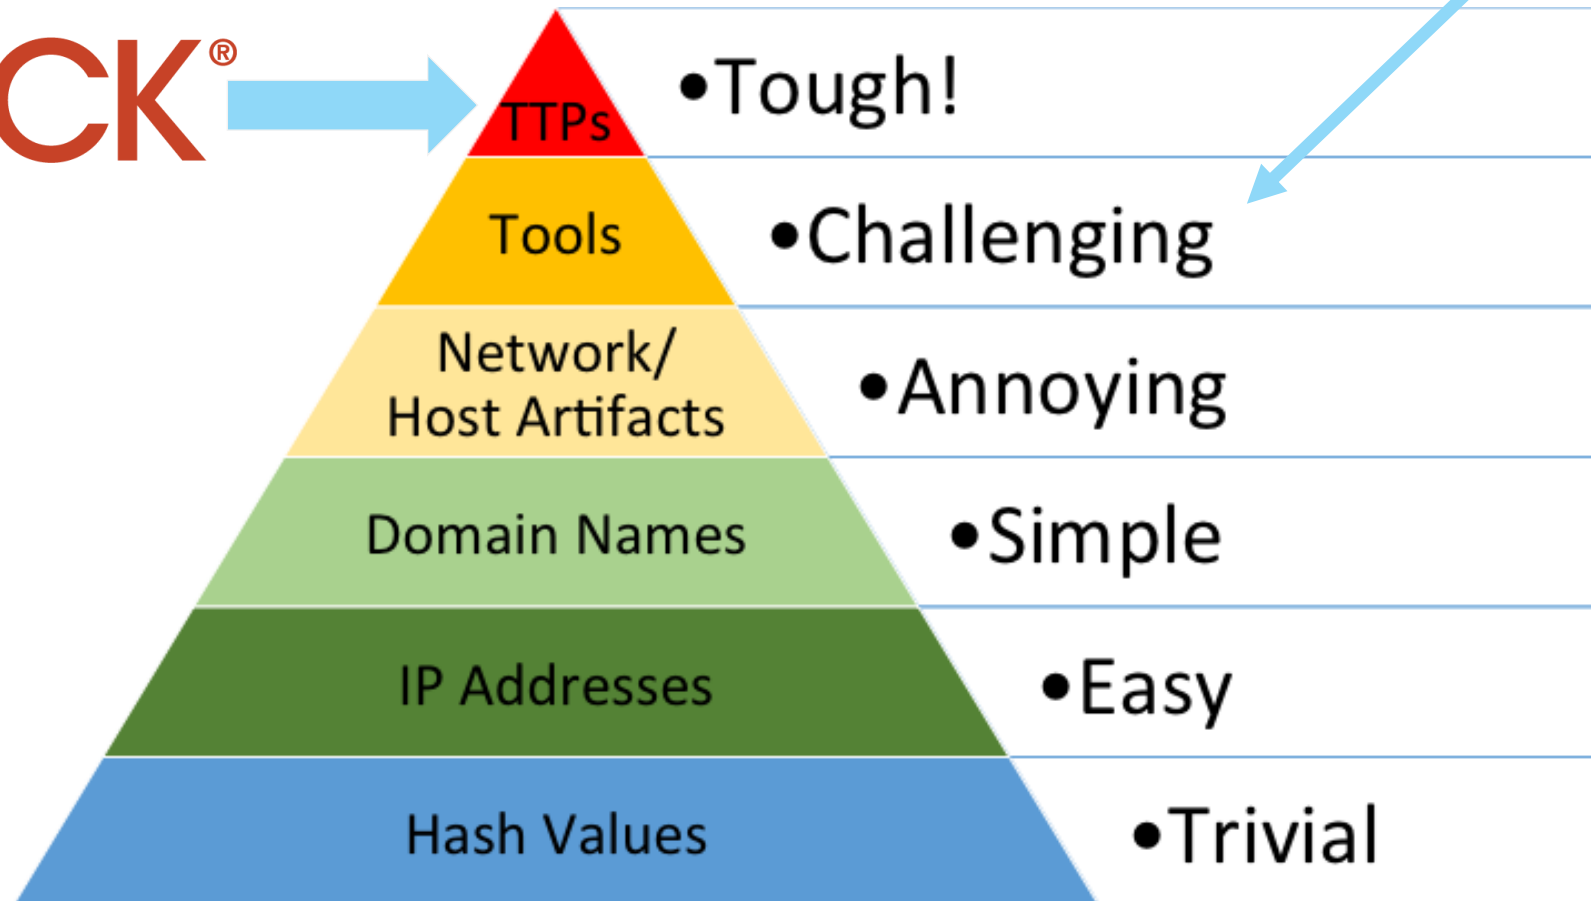 CK®
TTPs
•Tough!
Tools
•Challenging
Network/
Host Artifacts
•Annoying
Domain Names
•Simple
IP Addresses
•Easy
Hash Values
•Trivial